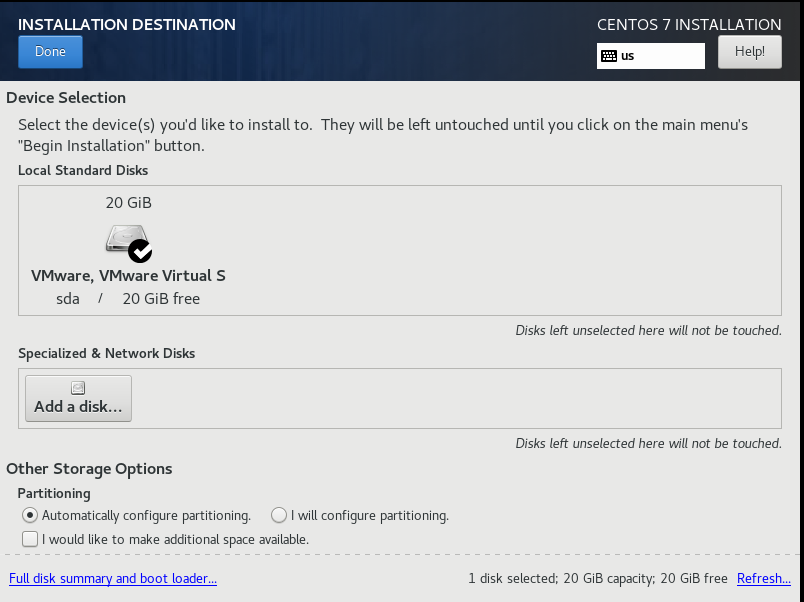 INSTALLATION DESTINATION
CENTOS 7 INSTALLATION
Done
us
Help!
Device Selection
Select the device(s) you'd like to install to.  They will be left untouched until you click on the main menu's
"Begin Installation" button.
Local Standard Disks
20 GiB
VMware, VMware Virtual S
sda / 20 GiB free
Disks left unselected here will not be touched.
Specialized & Network Disks
Add a disk...
Disks left unselected here will not be touched.
Other Storage Options
Partitioning
Automatically configure partitioning. I will configure partitioning.
I would like to make additional space available.
Full disk summary and boot loader... 1 disk selected; 20 GiB capacity; 20 GiB free Refresh...